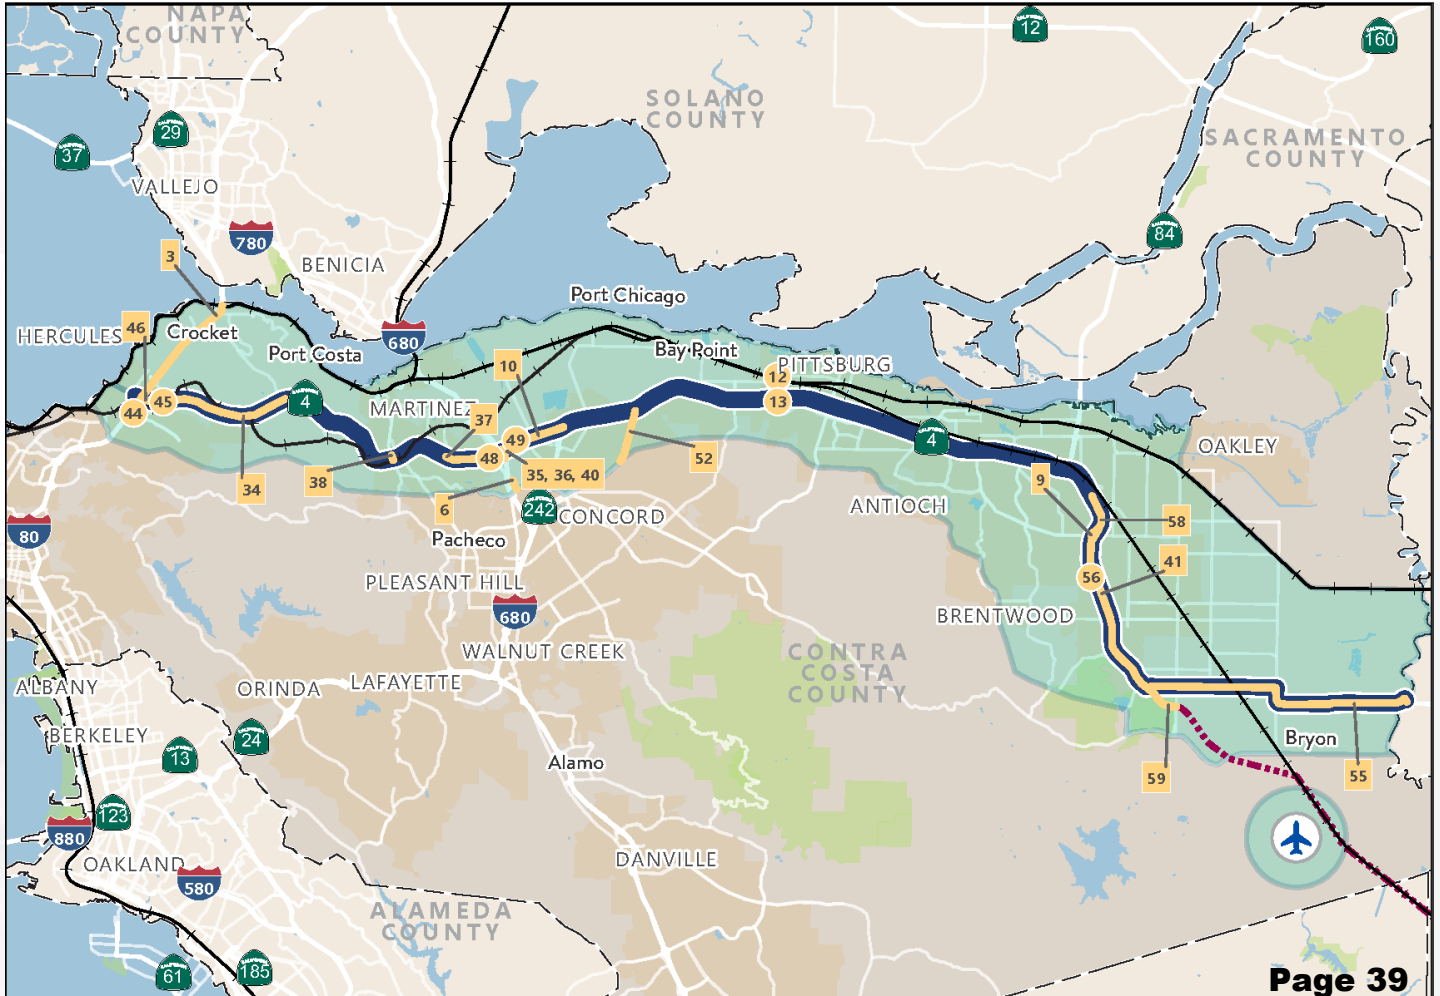 NAPA
COUNTY
12
160
SOLANO
COUNTY
29
37
SACRAMENTO
COUNTY
VALLEJO
84
780
3
BENICIA
Port Chicago
46
HERCULES
Crocket
680
Port Costa
Bay Point
10
12
PITTSBURG
4
45
44
13
MARTINEZ
37
49
4
OAKLEY
48
52
34
38
35, 36, 40
9
6
242
CONCORD
ANTIOCH
58
80
Pacheco
41
PLEASANT HILL
56
680
BRENTWOOD
WALNUT CREEK
CONTRA
COSTA
COUNTY
ALBANY
ORINDA
LAFAYETTE
BERKELEY
24
13
Bryon
Alamo
59
55
123
880
OAKLAND
580
DANVILLE
ALAMEDA
COUNTY
61
185
Page 39